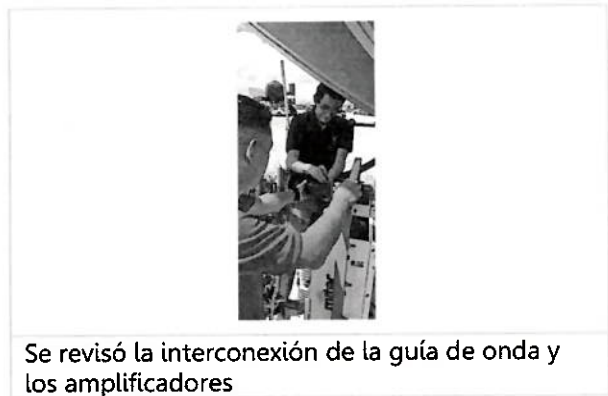 Se revisó la interconexión de la guía de onda y
los amplificadores